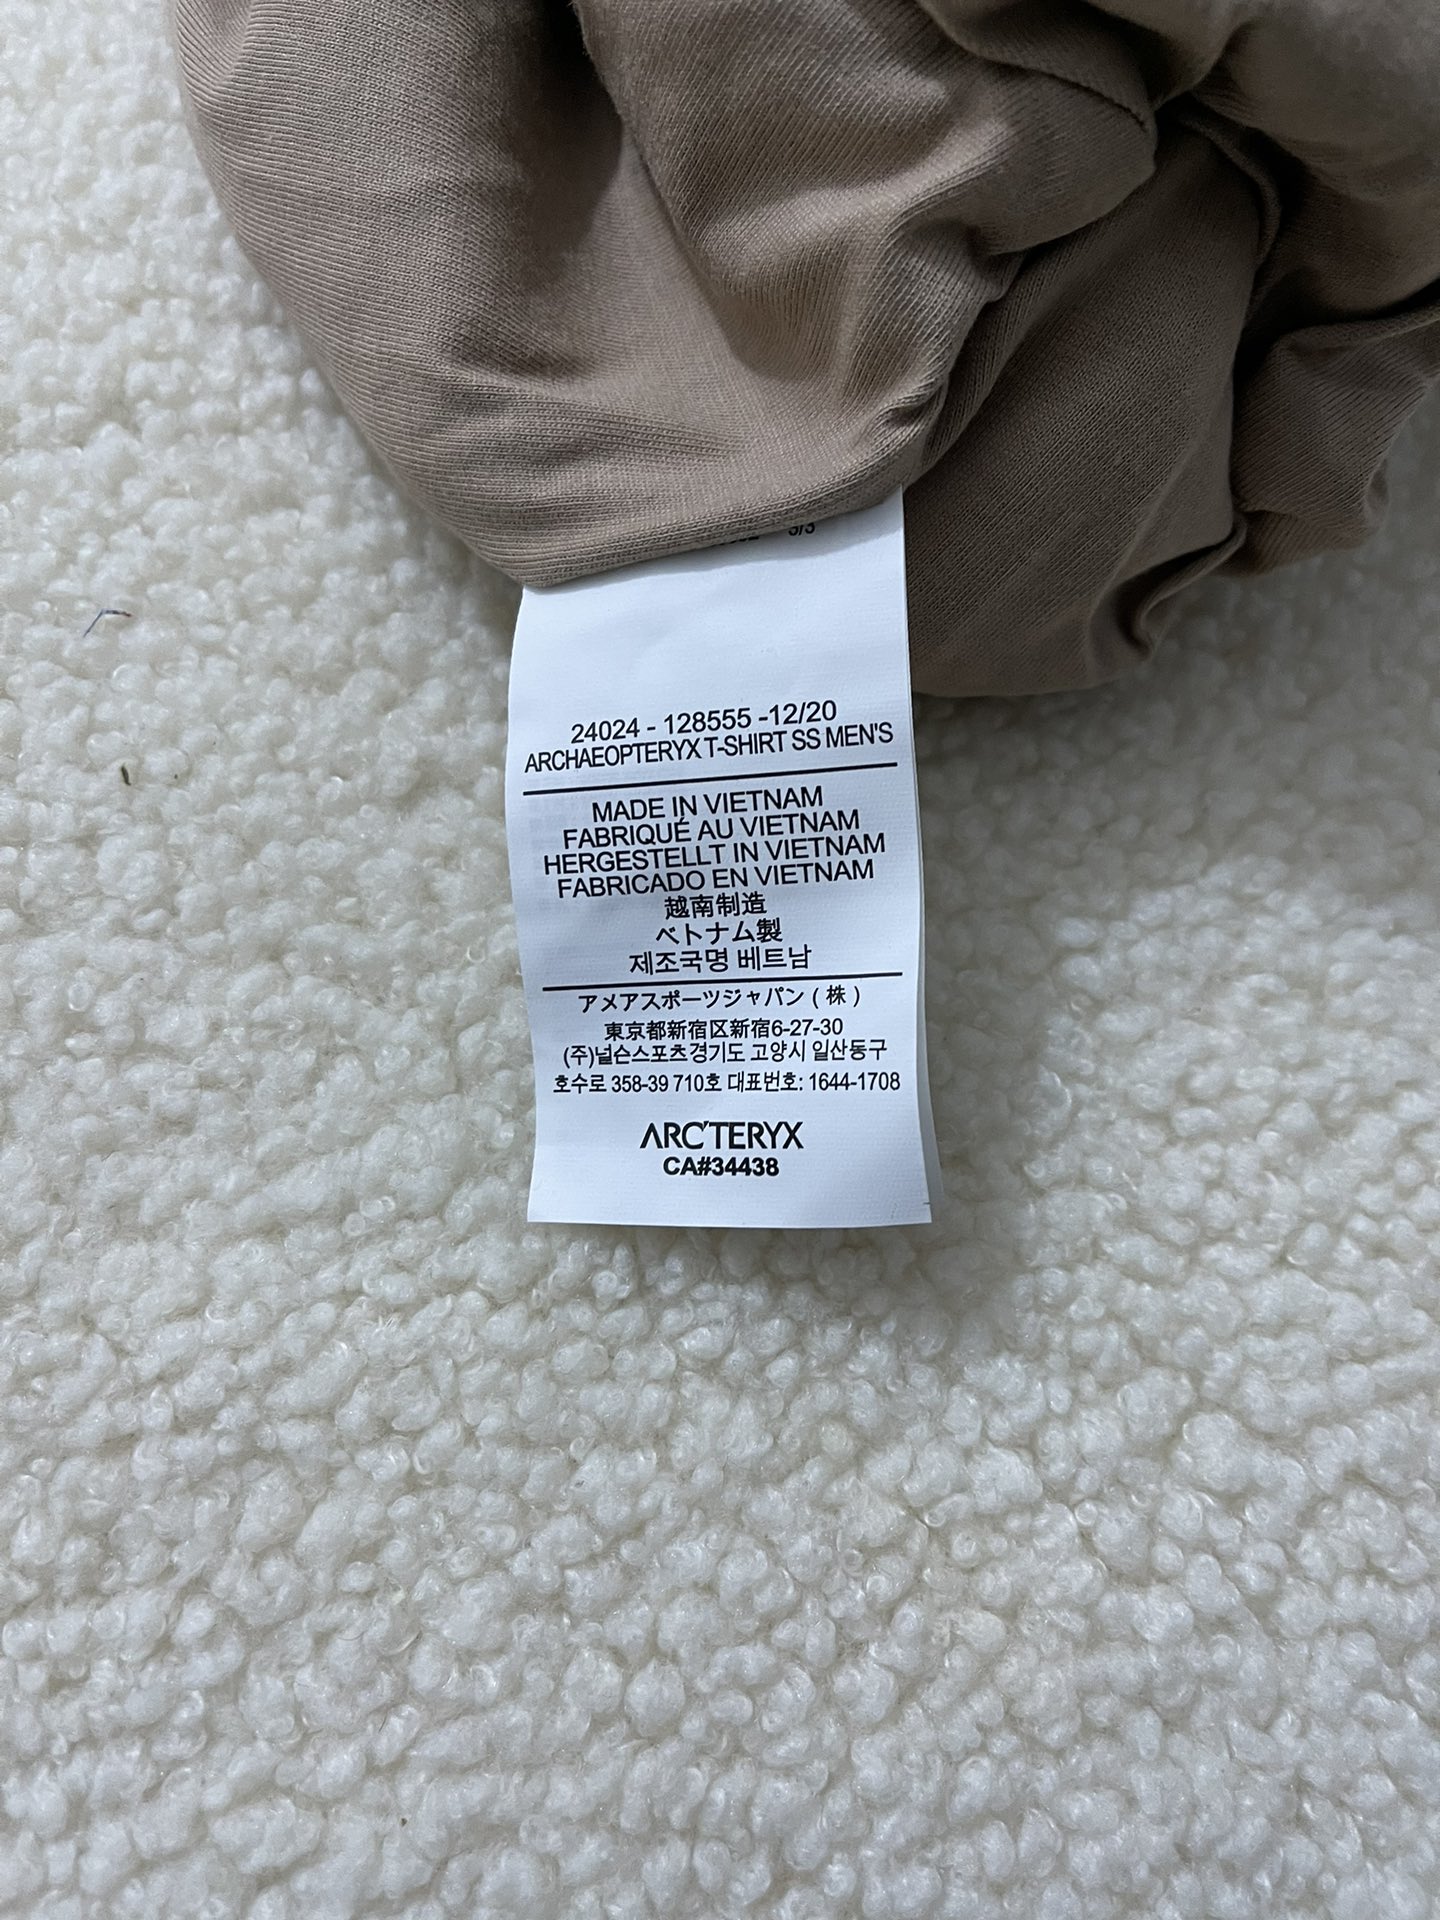 3/3
24024 - 128555 -12/20
ARCHAEOPTERYX T-SHIRT SS MEN'S
MADE IN VIETNAM
FABRIQUÉ AU VIETNAM
HERGESTELLT IN VIETNAM
FABRICADO EN VIETNAM
越南制造
ベトナム製
제조국명 베트남
アメアスポーツジャパン ( 株 )
東京都新宿区新宿6-27-30
(주)넬슨스포츠경기도 고양시 일산동구
호수로 358-39 710호 대표번호: 1644-1708
ARC'TERYX
CA#34438